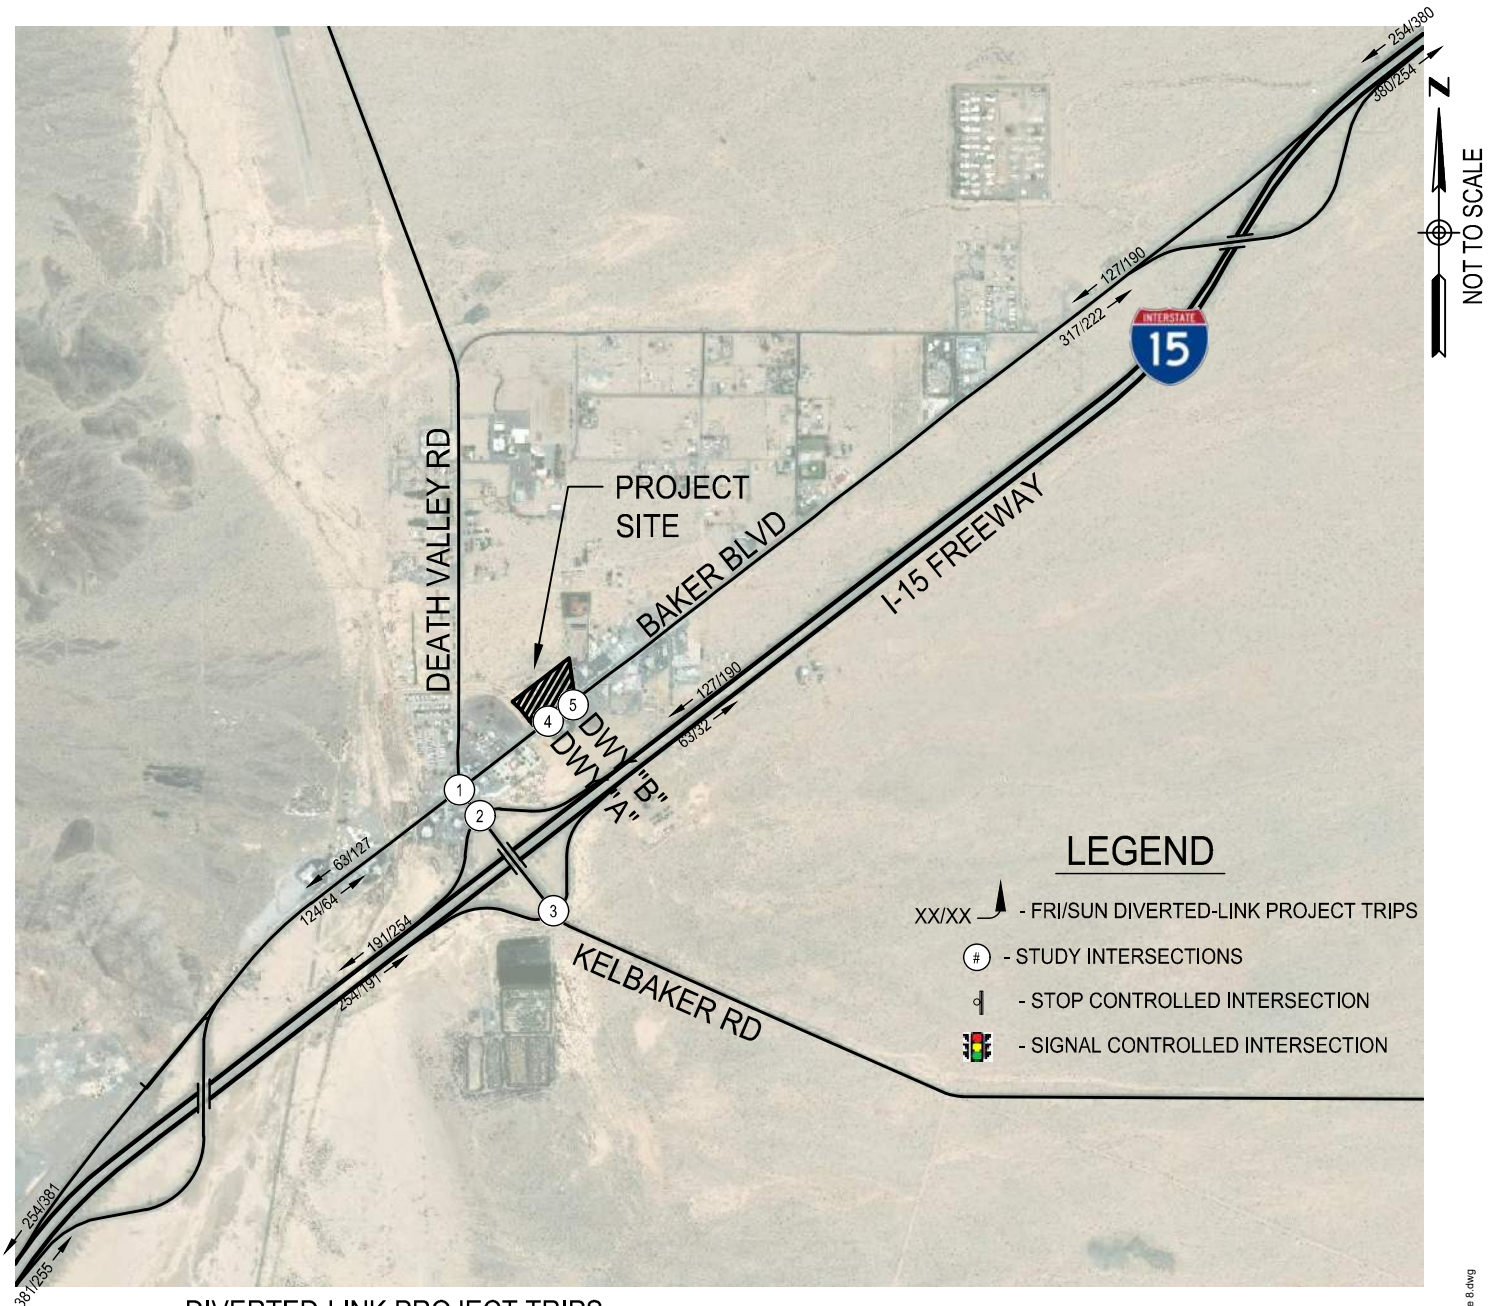 254/380
380/254
Z
NOT TO SCALE
127/190
317/222
INTERSTATE
15
DEATH VALLEY RD
PROJECT
SITE
BAKER BLVD
I-15 FREEWAY
127/190
63/32
5
4
DWY "B"
DWY "A"
1
2
3
63/127
124/64
191/254
254/191
KELBAKER RD
LEGEND
XX/XX - FRI/SUN DIVERTED-LINK PROJECT TRIPS
# - STUDY INTERSECTIONS
- STOP CONTROLLED INTERSECTION
- SIGNAL CONTROLLED INTERSECTION
254/381
381/255
DIVERTED-LINK PROJECT TRIPS
e 8.dwg